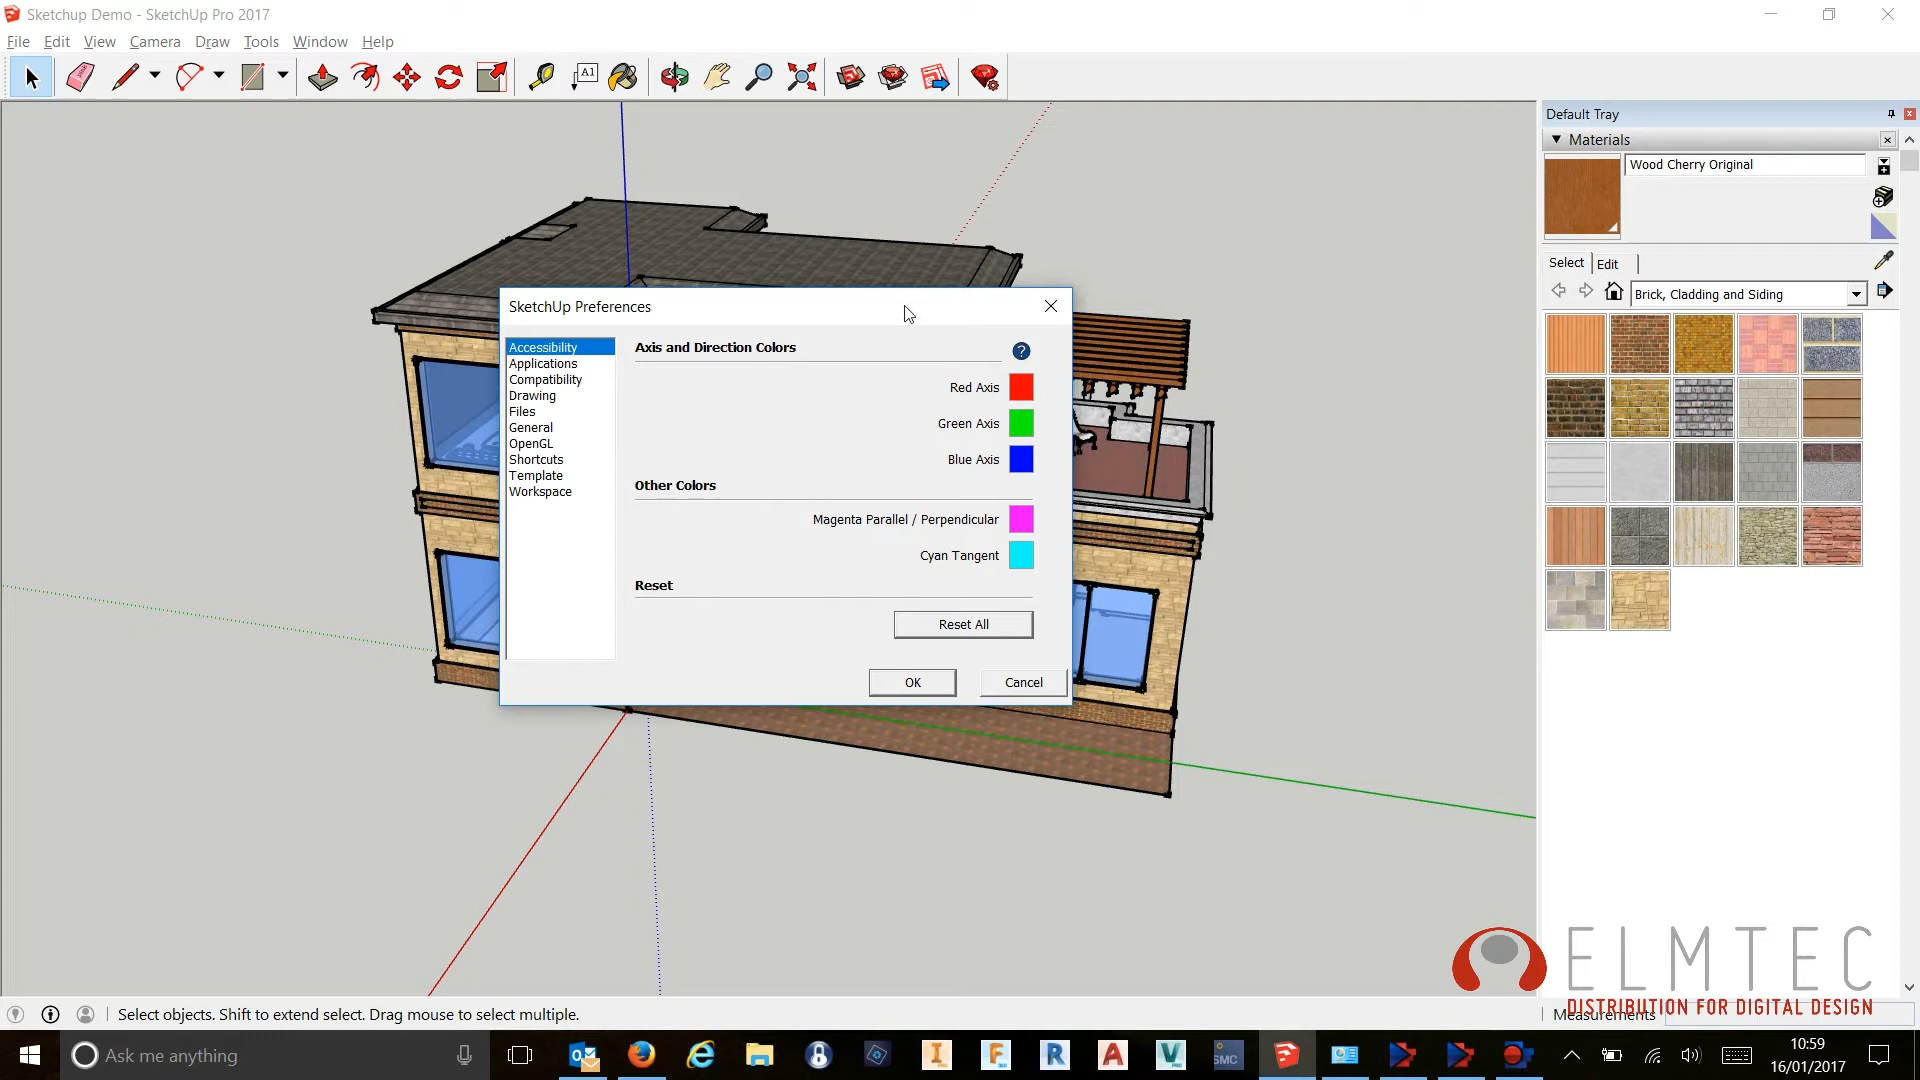 Sketchup Demo - SketchUp Pro 2017
File Edit View Camera Draw Tools Window Help
A1
Default Tray
Materials
Wood Cherry Original
Select Edit
Brick, Cladding and Siding
SketchUp Preferences
Accessibility
Applications
Compatibility
Drawing
Files
General
OpenGL
Shortcuts
Template
Workspace
Axis and Direction Colors
?
Red Axis
Green Axis
Blue Axis
Other Colors
Magenta Parallel / Perpendicular
Cyan Tangent
Reset
Reset All
OK Cancel
ELMTEC
DISTRIBUTION FOR DIGITAL DESIGN
Select objects. Shift to extend select. Drag mouse to select multiple.
Measurements
Ask me anything
I F R A V SMC
10:59
16/01/2017